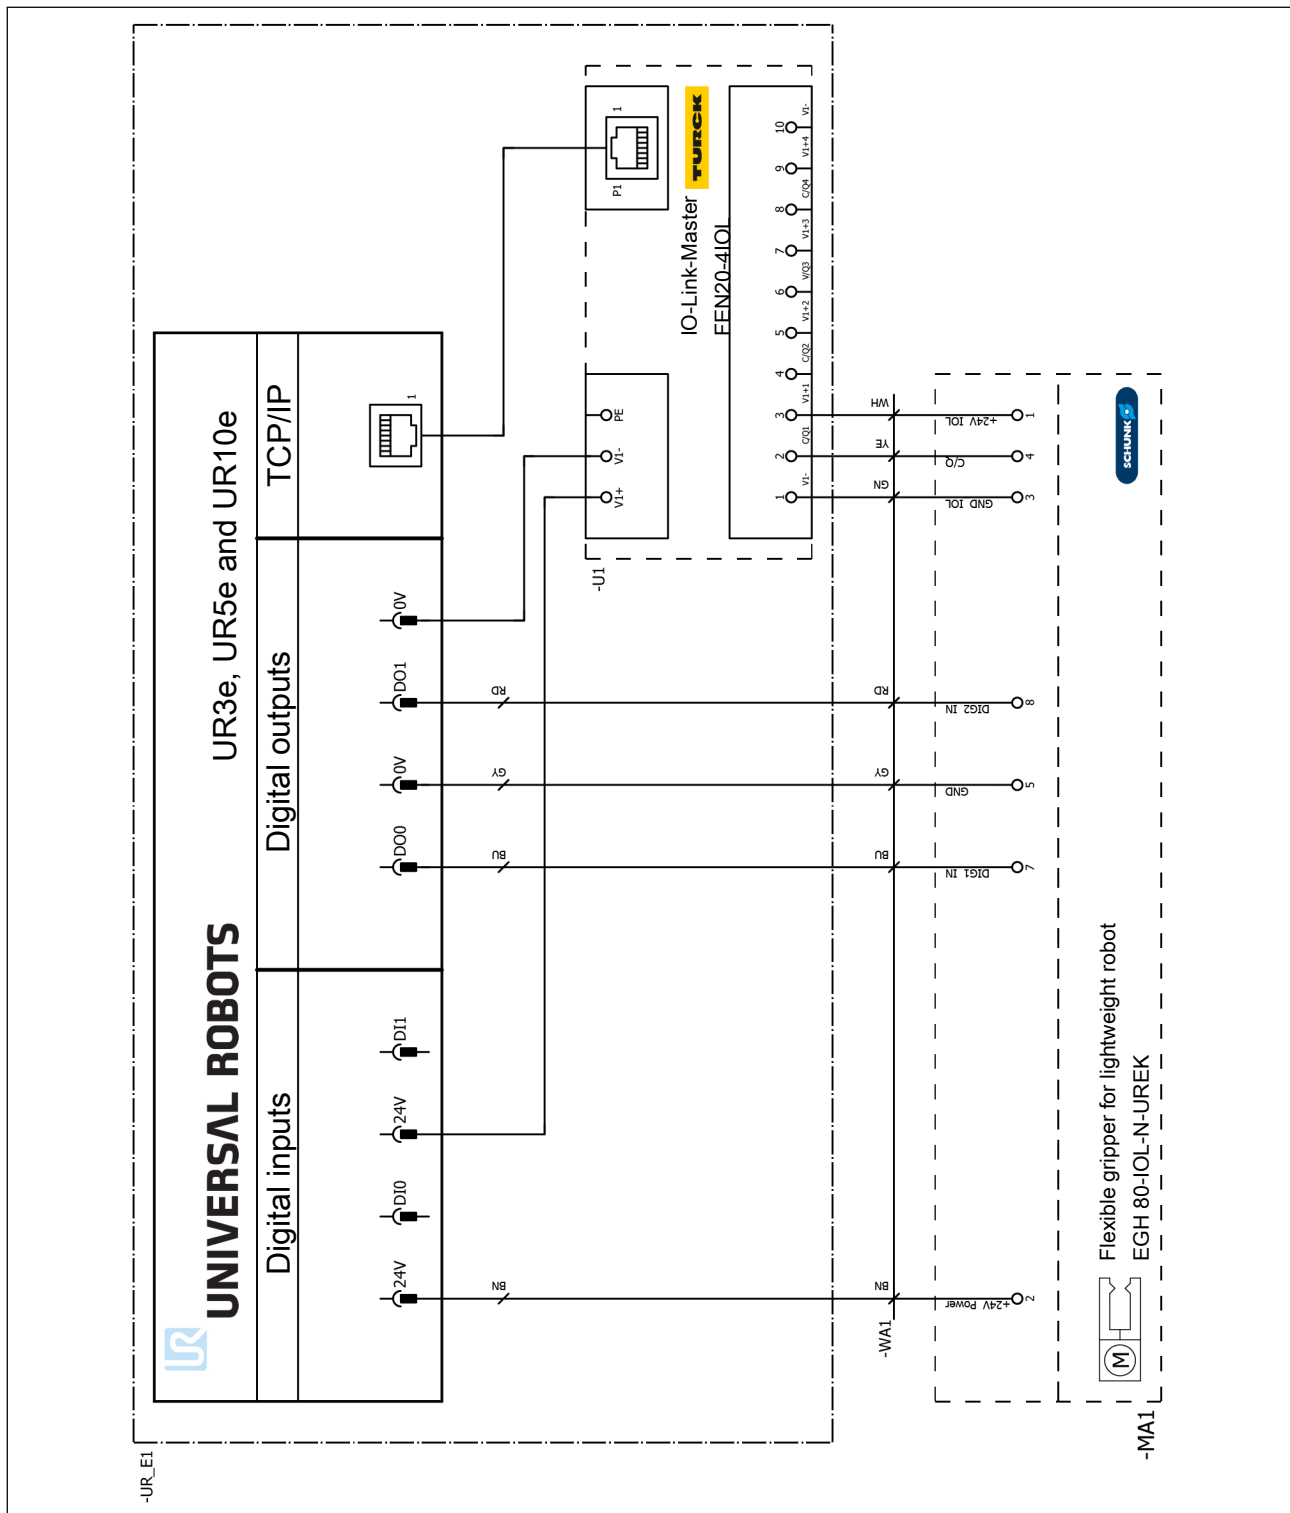 -UR_E1
UNIVERSAL ROBOTS
UR3e, UR5e and UR10e
Digital inputs
Digital outputs
TCP/IP
24V
DI0
24V
DI1
DO0
0V
DO1
0V
1
BN
BU
GY
RD
-U1
V1+
V1-
PE
P1
1
IO-Link-Master
TURCK
FEN20-4IOL
1
2
3
4
5
6
7
8
9
10
V1-
C/Q1
V1+1
C/Q2
V1+2
V/Q3
V1+3
C/Q4
V1+4
V1-
-WA1
BN
BU
GY
RD
GN
YE
WH
+24V Power
DIG1 IN
GND
DIG2 IN
GND IOL
C/Q
+24V IOL
2
7
5
8
3
4
1
-MA1
M
Flexible gripper for lightweight robot
EGH 80-IOL-N-UREK
SCHUNK